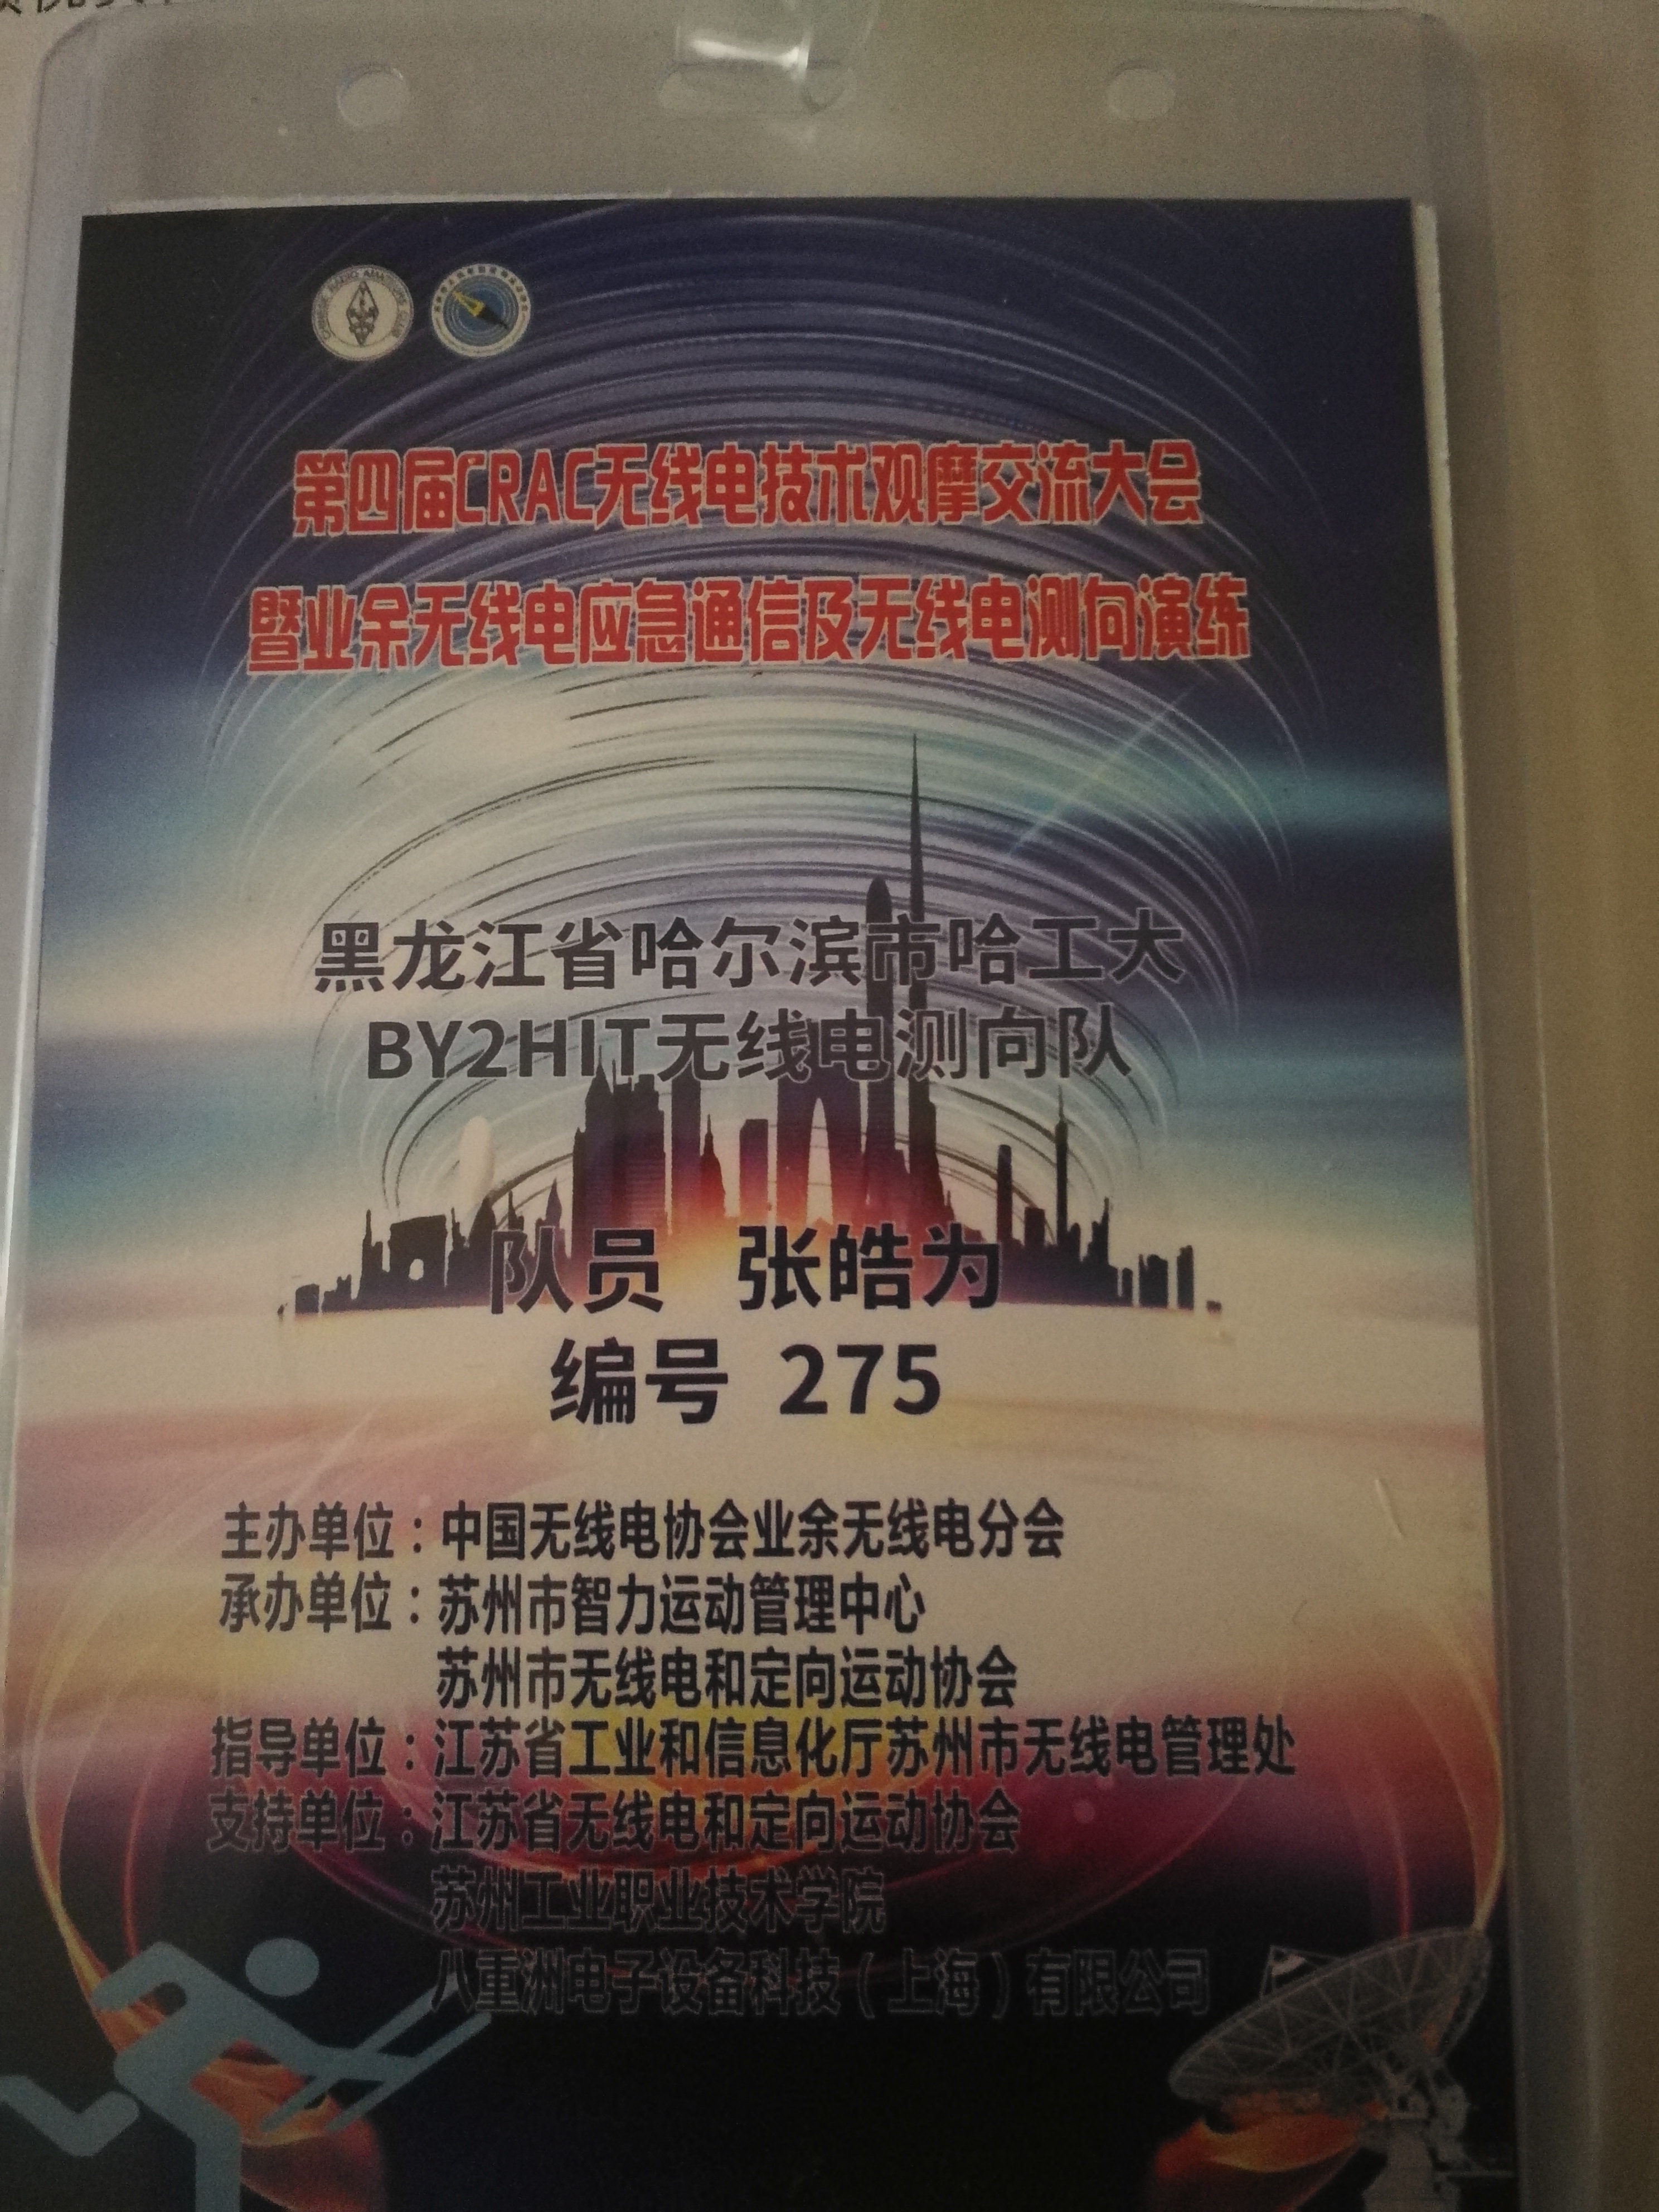 第四届CRAC无线电技术观摩交流大会
暨业余无线电应急通信及无线电测向演练
黑龙江省哈尔滨市哈工大
BY2HIT无线电测向队
队员 张皓为
编号 275
主办单位：中国无线电协会业余无线电分会
承办单位：苏州市智力运动管理中心
苏州市无线电和定向运动协会
指导单位：江苏省工业和信息化厅苏州市无线电管理处
支持单位：江苏省无线电和定向运动协会
苏州工业职业技术学院
八重洲电子设备科技（上海）有限公司